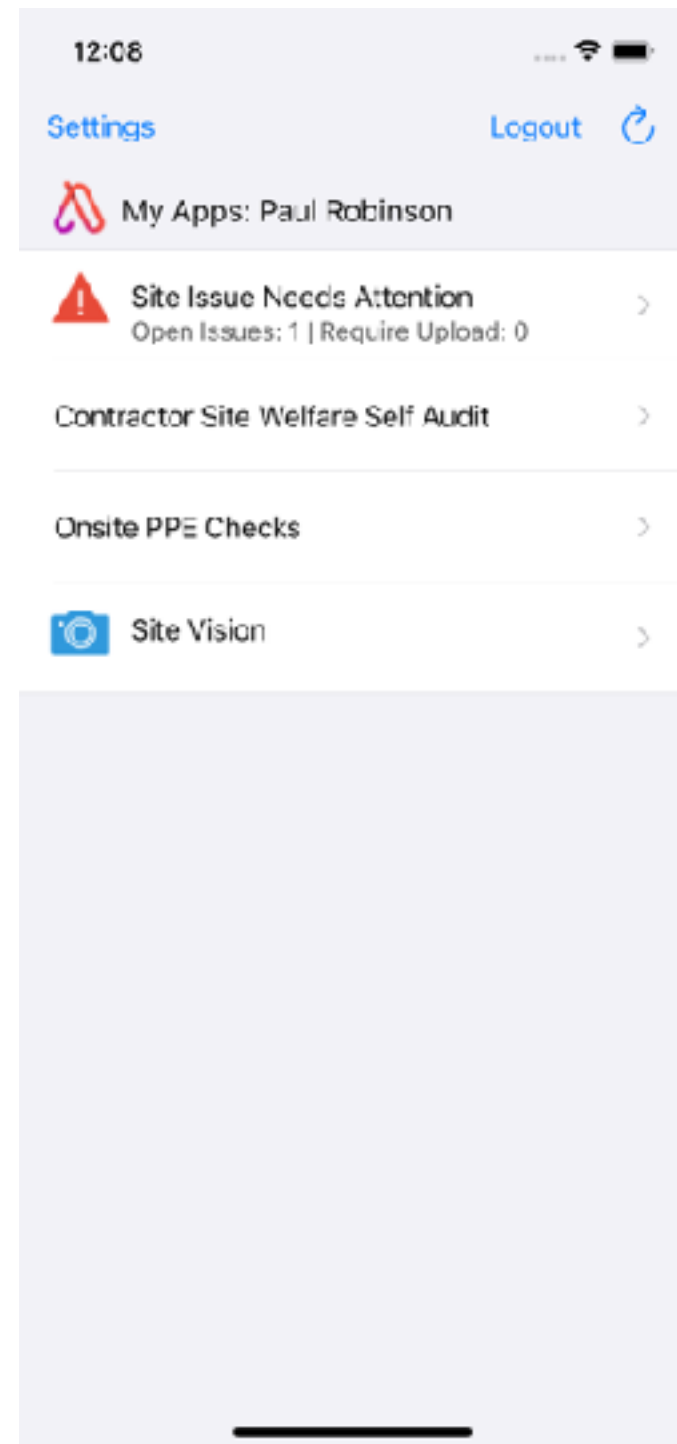 12:08
Settings
Logout
My Apps: Paul Robinson
Site Issue Needs Attention
Open Issues: 1 | Require Upload: 0
Contractor Site Welfare Self Audit
Onsite PPE Checks
Site Vision